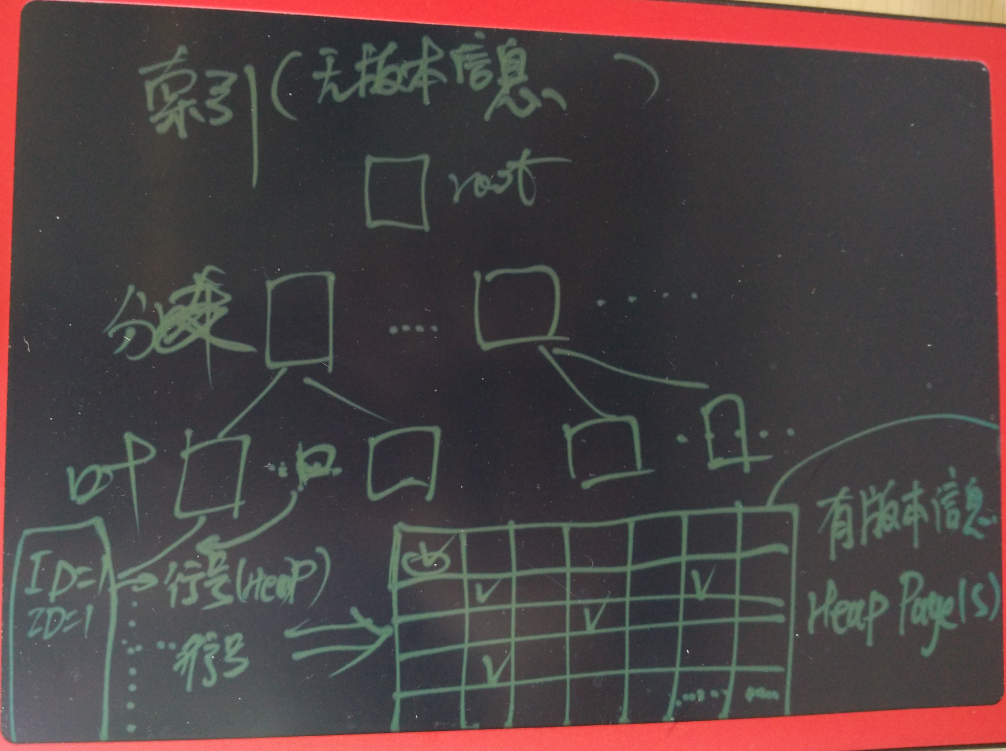 索引(无版本信息)
root
分
叶
ID=1 → 行号(HeaP)
ID=1
行号
有版本信息
Heap Page(s)